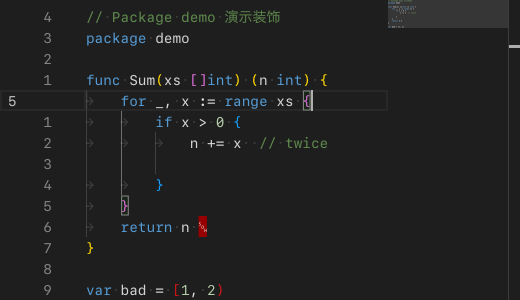 4 // Package demo 演示装饰
3 package demo
2
1 func Sum(xs []int) (n int) {
5 for _, x := range xs {
1 if x > 0 {
2 n += x // twice
3
4 }
5 }
6 return n %
7 }
8
9 var bad = [1, 2)